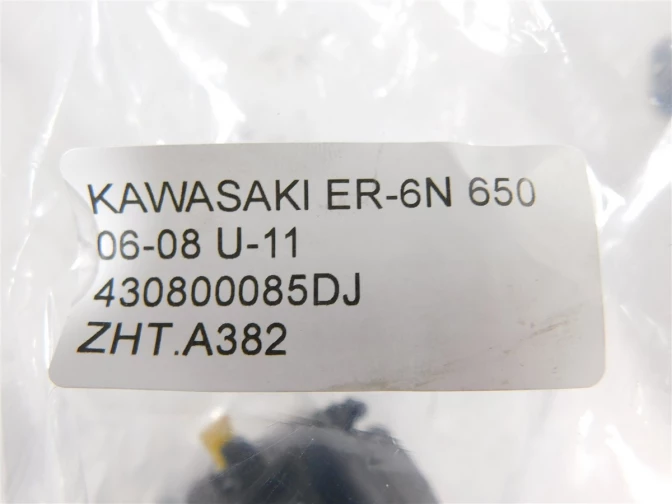 KAWASAKI ER-6N 650
06-08 U-11
430800085DJ
ZHT.A382